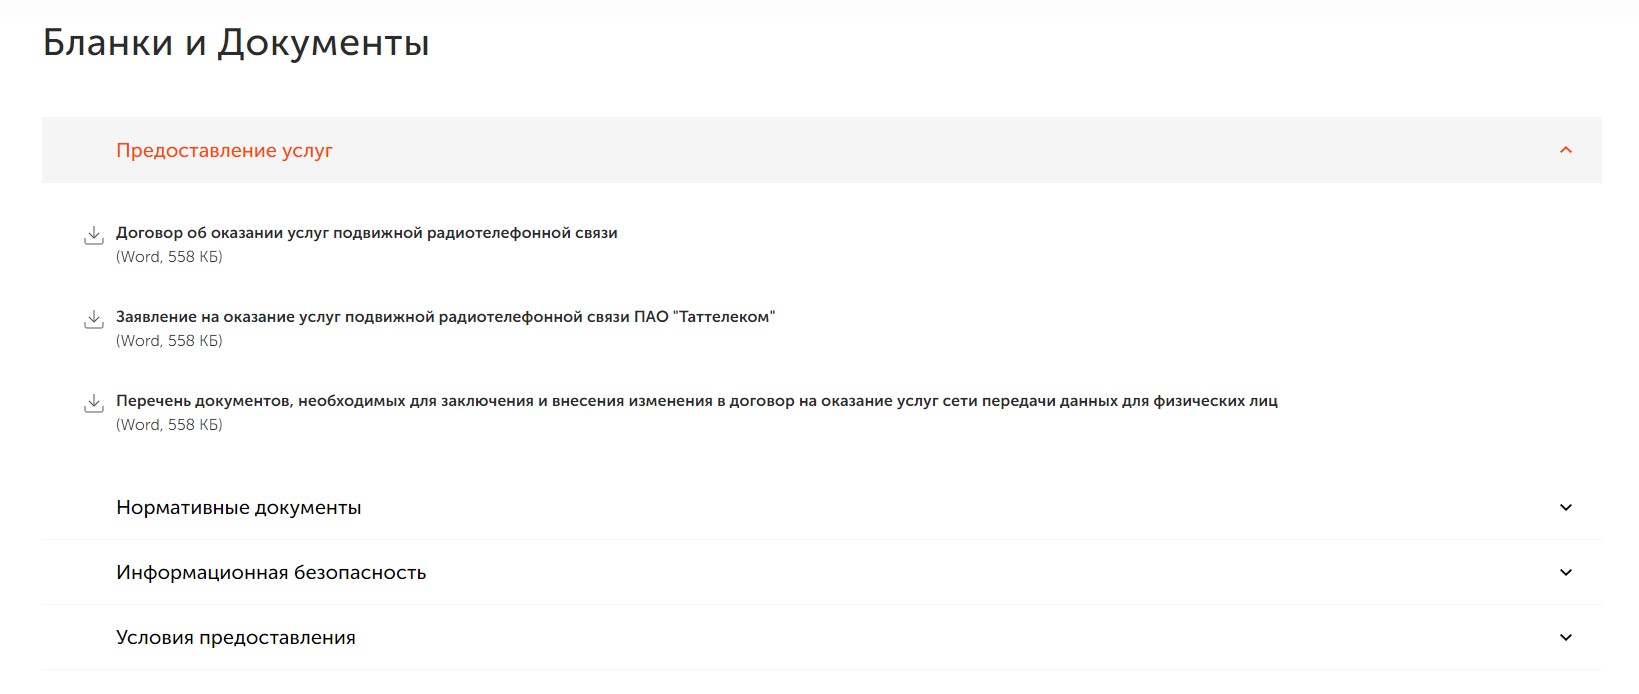 Бланки и Документы
Предоставление услуг
Договор об оказании услуг подвижной радиотелефонной связи
(Word, 558 КБ)
Заявление на оказание услуг подвижной радиотелефонной связи ПАО "Таттелеком"
(Word, 558 КБ)
Перечень документов, необходимых для заключения и внесения изменения в договор на оказание услуг сети передачи данных для физических лиц
(Word, 558 КБ)
Нормативные документы
Информационная безопасность
Условия предоставления